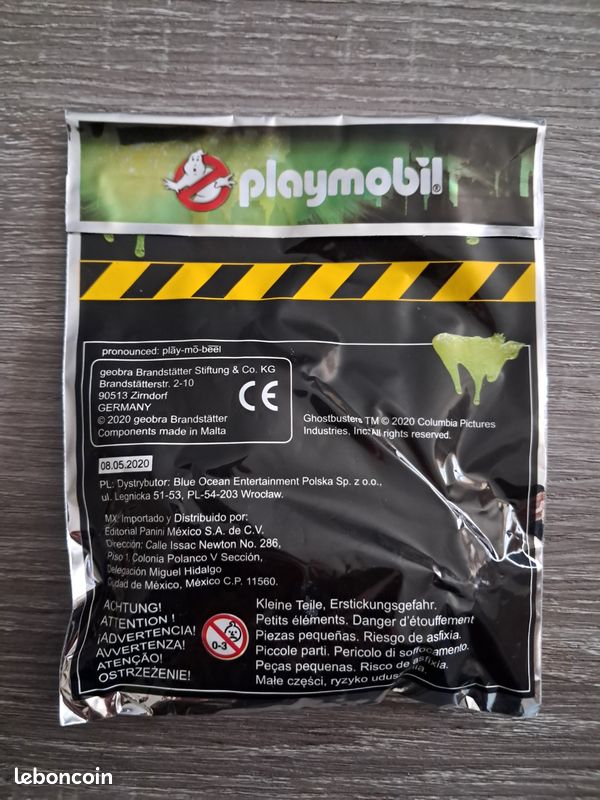 playmobil®
pronounced: plāy-mō-bēēl
geobra Brandstätter Stiftung & Co. KG
Brandstätterstr. 2-10
90513 Zirndorf
GERMANY
© 2020 geobra Brandstätter
Components made in Malta
CE
Ghostbusters TM © 2020 Columbia Pictures
Industries, Inc. All rights reserved.
08.05.2020
PL: Dystrybutor: Blue Ocean Entertainment Polska Sp. z o.o.,
ul. Legnicka 51-53, PL-54-203 Wrocław.
MX: Importado y Distribuido por:
Editorial Panini México S.A. de C.V.
Dirección: Calle Issac Newton No. 286,
Piso 1, Colonia Polanco V Sección,
Delegación Miguel Hidalgo
Ciudad de México, México C.P. 11560.
ACHTUNG!
ATTENTION !
¡ADVERTENCIA!
AVVERTENZA!
ATENÇÃO!
OSTRZEŻENIE!
0-3
Kleine Teile, Erstickungsgefahr.
Petits éléments. Danger d'étouffement
Piezas pequeñas. Riesgo de asfixia.
Piccole parti. Pericolo di soffocamento.
Peças pequenas. Risco de asfixia.
Małe części, ryzyko
leboncoin